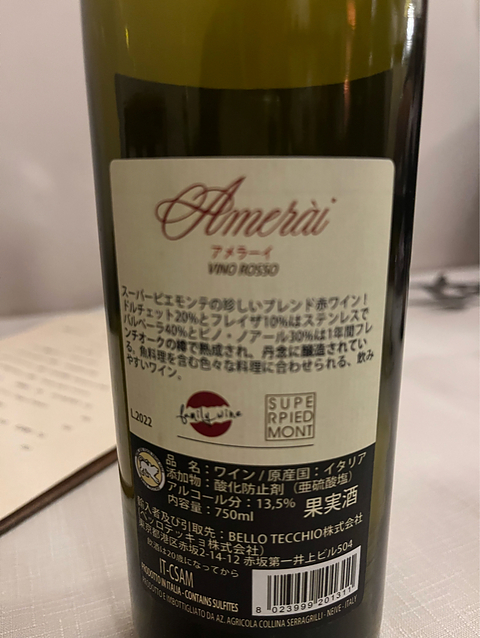 Ameràì
アメラーイ
VINO ROSSO
スーパーピエモンテの珍しいブレンド赤ワイン！
ドルチェット20%とフレイザ10%はステンレスで
バルベーラ40%とピノ・ノアール30%は1年間フレ
ンチオークの樽で熟成され、丹念に醸造されてい
る、魚料理を含む色々な料理に合わせられる、飲み
やすいワイン。
L.2022
family wine
SUPE
RPIED
MONT
品 名：ワイン / 原産国：イタリア
添加物：酸化防止剤（亜硫酸塩）
アルコール分：13,5%
内容量：750ml
果実酒
輸入者及び引取先：BELLO TECCHIO株式会社
（ベッロテッキョ株式会社）
東京都港区赤坂2-14-12 赤坂第一井上ビル504
飲酒は20歳になってから
IT-CSAM
PRODOTTO IN ITALIA - CONTAINS SULFITES
PRODOTTO E IMBOTTIGLIATO DA AZ. AGRICOLA COLLINA SERRAGRILLI - NEIVE - ITALY
8 023999 201311